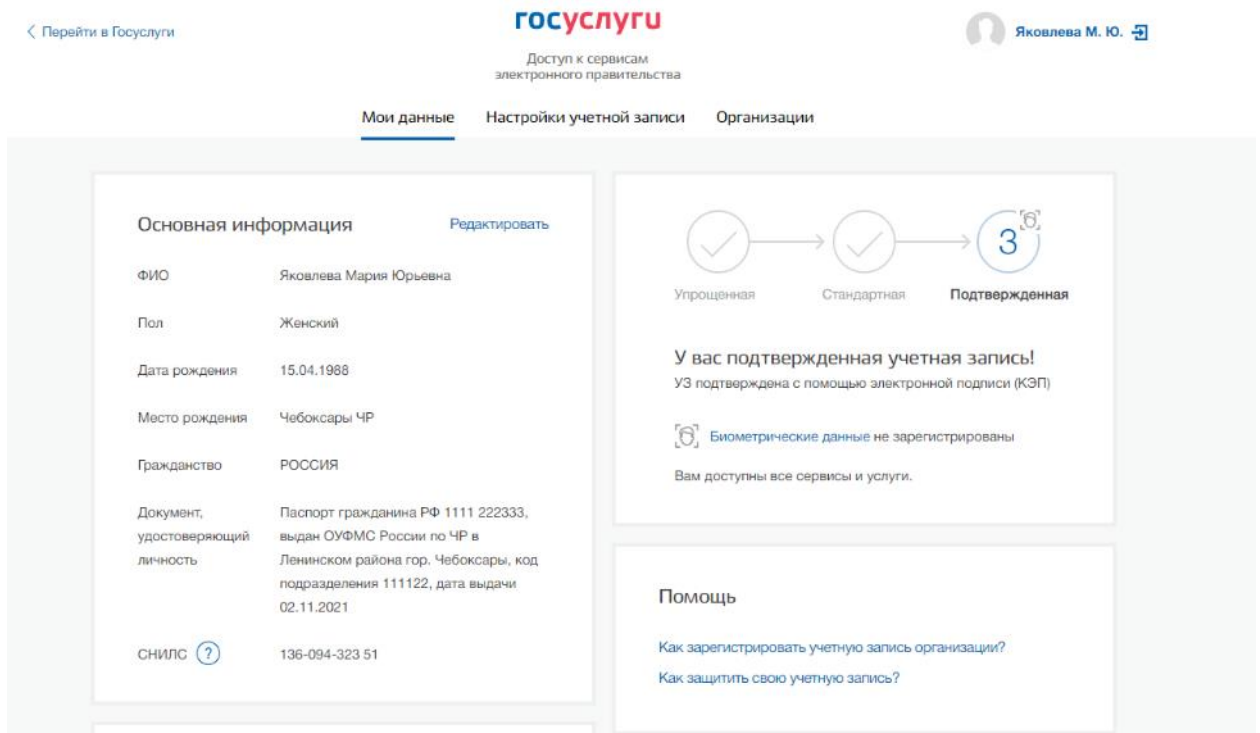 Перейти в Госуслуги
госуслуги
Яковлева М. Ю.
Доступ к сервисам
электронного правительства
Мои данные Настройки учетной записи Организации
Основная информация Редактировать
ФИО Яковлева Мария Юрьевна
Пол Женский
Дата рождения 15.04.1988
Место рождения Чебоксары ЧР
Гражданство РОССИЯ
Документ, Паспорт гражданина РФ 1111 222333,
удостоверяющий выдан ОУФМС России по ЧР в
личность Ленинском района гор. Чебоксары, код
подразделения 111122, дата выдачи
02.11.2021
СНИЛС ? 136-094-323 51
3
Упрощенная Стандартная Подтвержденная
У вас подтвержденная учетная запись!
УЗ подтверждена с помощью электронной подписи (КЭП)
Биометрические данные не зарегистрированы
Вам доступны все сервисы и услуги.
Помощь
Как зарегистрировать учетную запись организации?
Как защитить свою учетную запись?